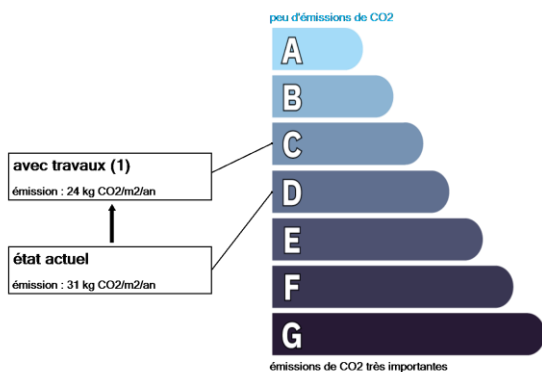 peu d'émissions de CO2
A
B
C
avec travaux (1)
émission : 24 kg CO2/m2/an
D
état actuel
émission : 31 kg CO2/m2/an
E
F
G
émissions de CO2 très importantes